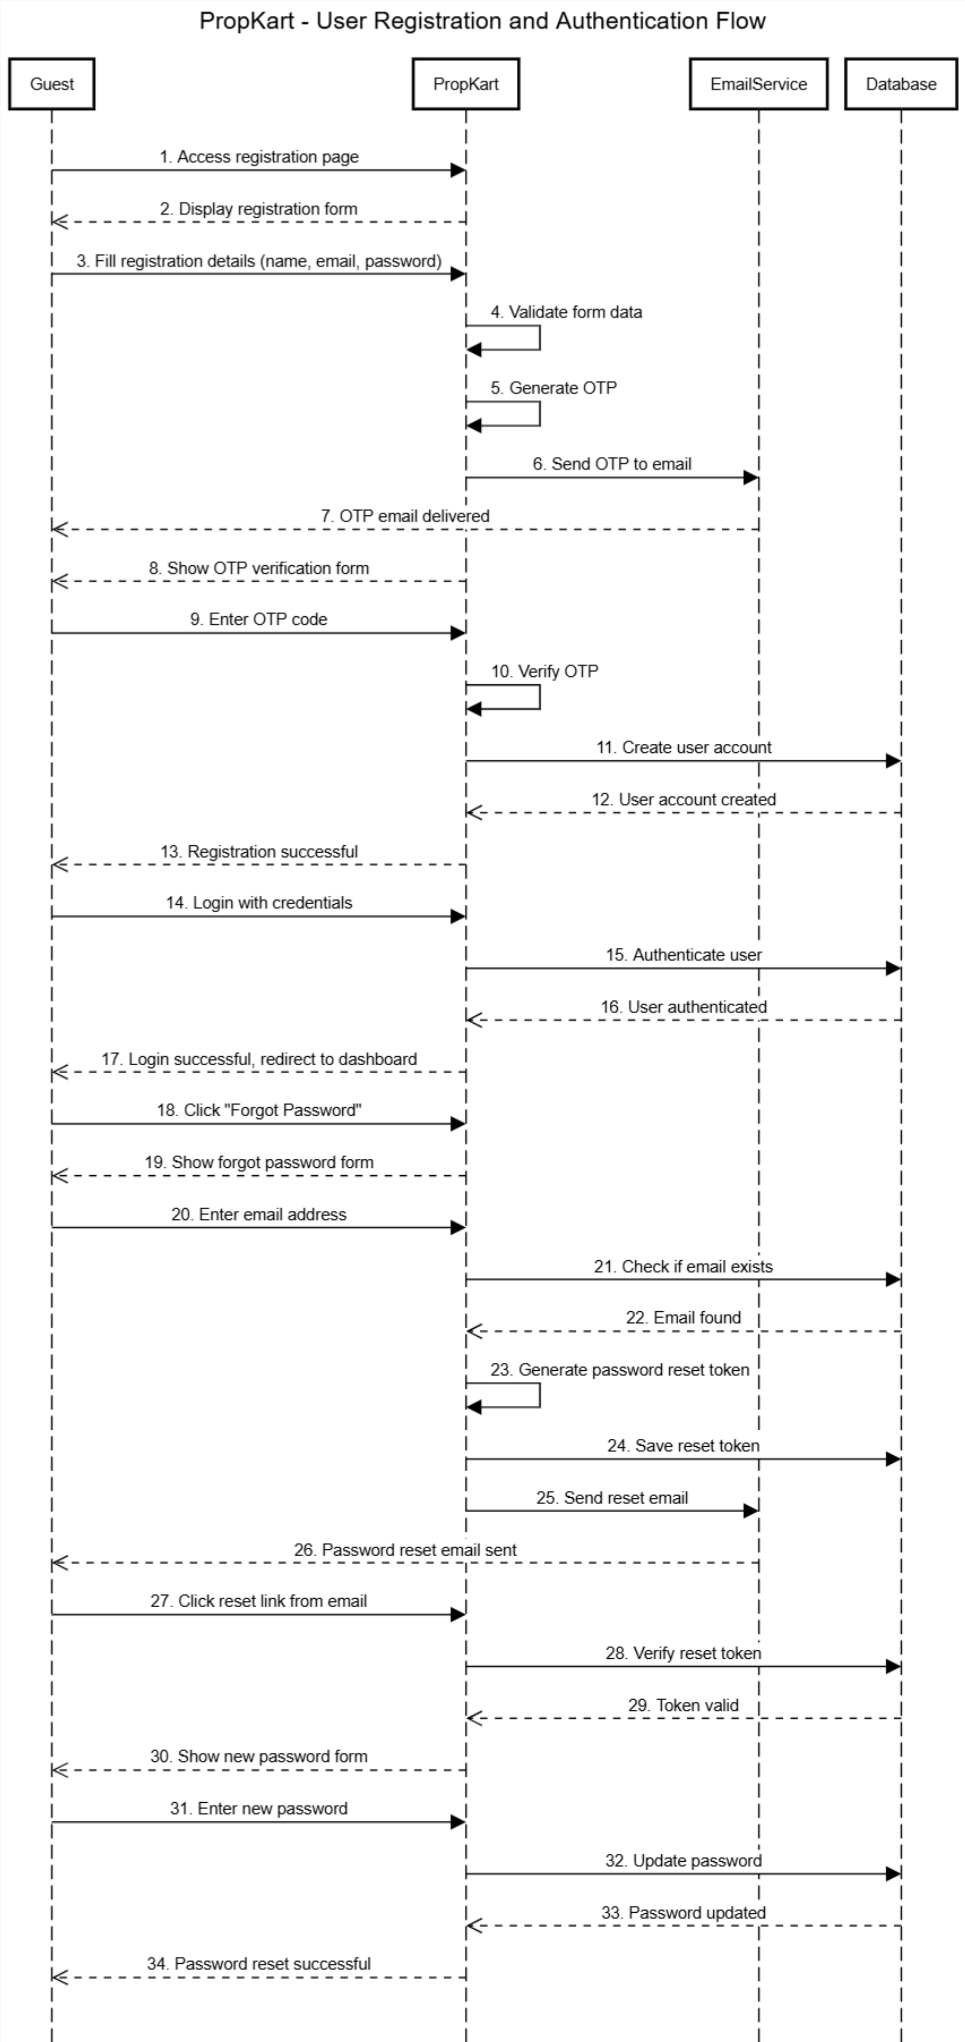 PropKart - User Registration and Authentication Flow
Guest
PropKart
EmailService
Database
1. Access registration page
2. Display registration form
3. Fill registration details (name, email, password)
4. Validate form data
5. Generate OTP
6. Send OTP to email
7. OTP email delivered
8. Show OTP verification form
9. Enter OTP code
10. Verify OTP
11. Create user account
12. User account created
13. Registration successful
14. Login with credentials
15. Authenticate user
16. User authenticated
17. Login successful, redirect to dashboard
18. Click "Forgot Password"
19. Show forgot password form
20. Enter email address
21. Check if email exists
22. Email found
23. Generate password reset token
24. Save reset token
25. Send reset email
26. Password reset email sent
27. Click reset link from email
28. Verify reset token
29. Token valid
30. Show new password form
31. Enter new password
32. Update password
33. Password updated
34. Password reset successful